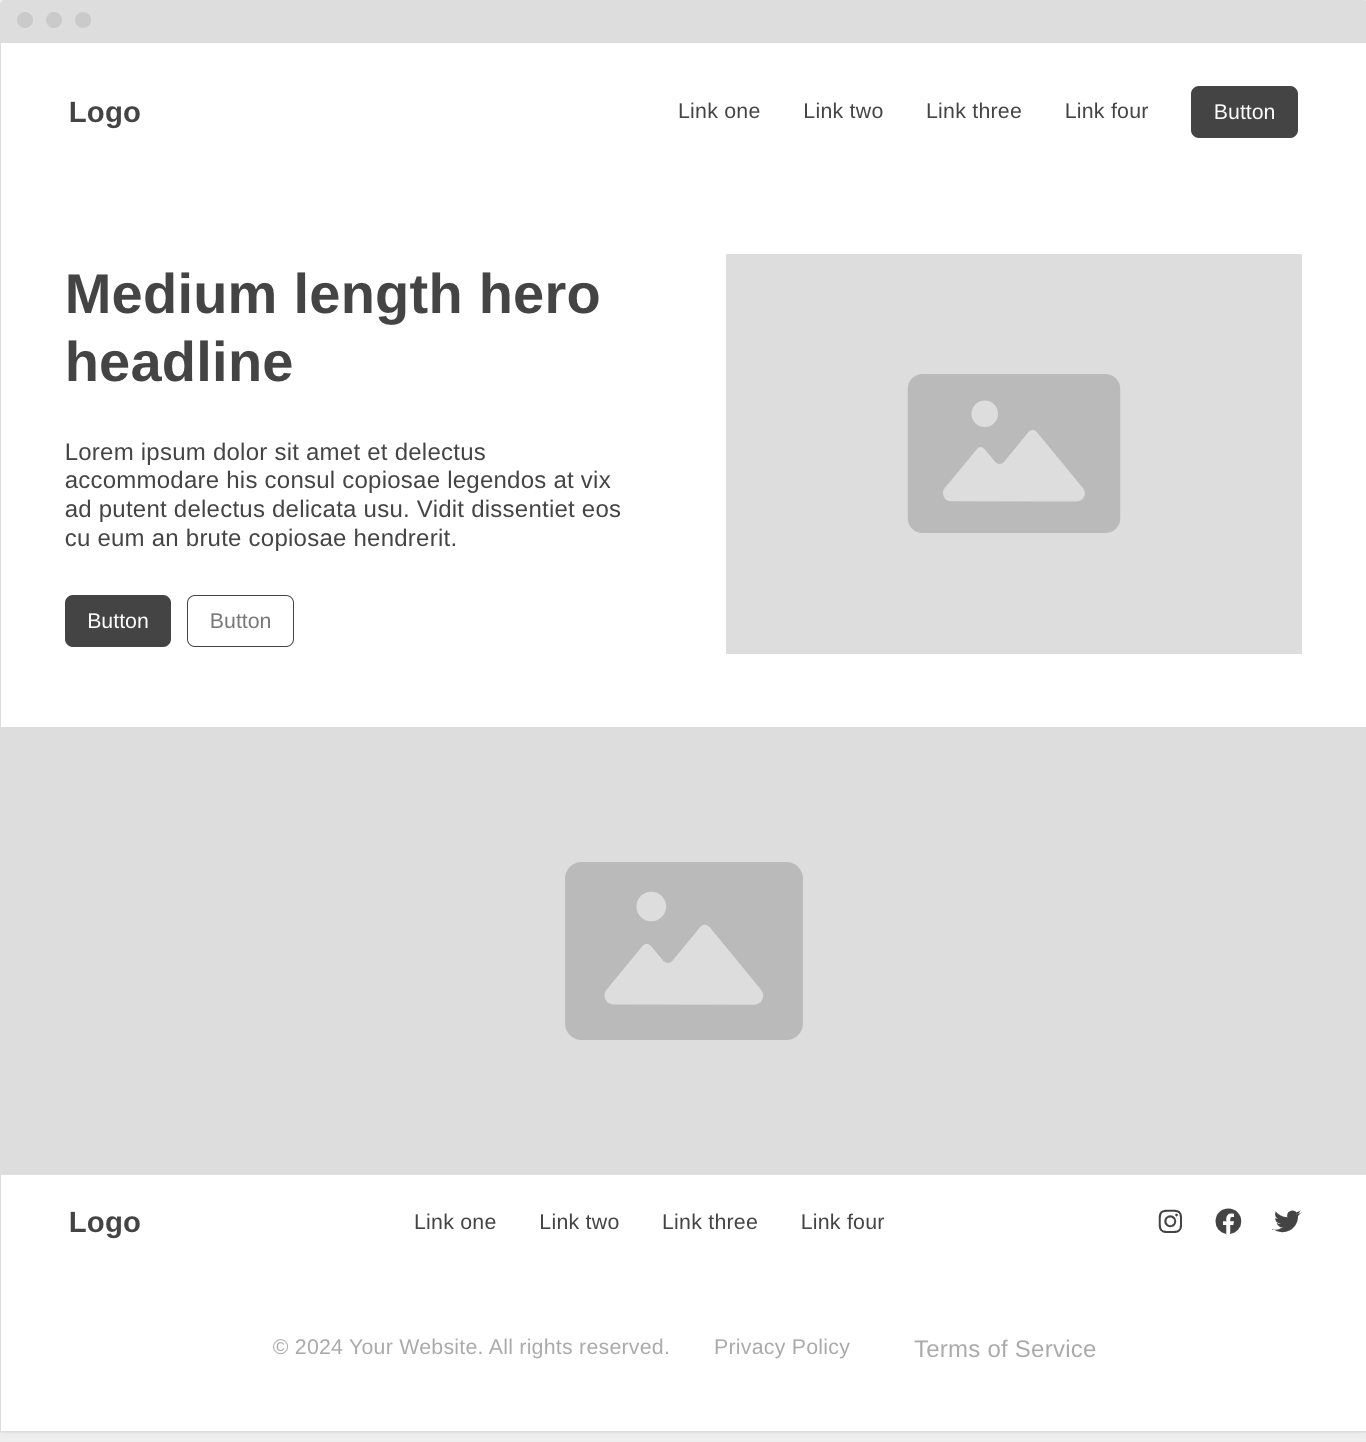 Logo
Link one
Link two
Link three
Link four
Button
Medium length hero
headline
Lorem ipsum dolor sit amet et delectus
accommodare his consul copiosae legendos at vix
ad putent delectus delicata usu. Vidit dissentiet eos
cu eum an brute copiosae hendrerit.
Button
Button
Logo
Link one
Link two
Link three
Link four
© 2024 Your Website. All rights reserved.
Privacy Policy
Terms of Service